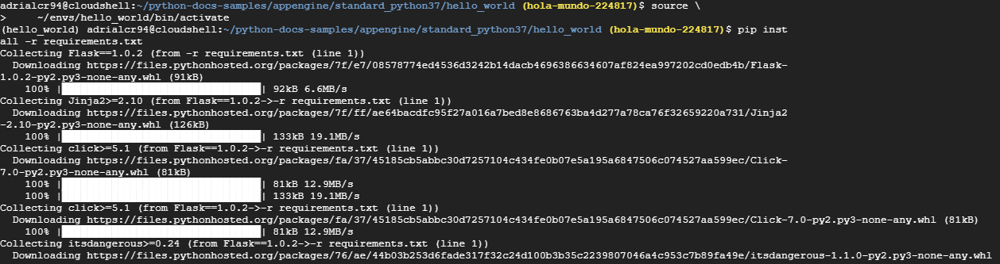 adrialcr94@cloudshell:~/python-docs-samples/appengine/standard_python37/hello_world (hola-mundo-224817)$ source \
> ~/envs/hello_world/bin/activate
(hello_world) adrialcr94@cloudshell:~/python-docs-samples/appengine/standard_python37/hello_world (hola-mundo-224817)$ pip inst
all -r requirements.txt
Collecting Flask==1.0.2 (from -r requirements.txt (line 1))
Downloading https://files.pythonhosted.org/packages/7f/e7/08578774ed4536d3242b14dacb4696386634607af824ea997202cd0edb4b/Flask-
1.0.2-py2.py3-none-any.whl (91kB)
100% |████████████████████████████████| 92kB 6.6MB/s
Collecting Jinja2>=2.10 (from Flask==1.0.2->-r requirements.txt (line 1))
Downloading https://files.pythonhosted.org/packages/7f/ff/ae64bacdfc95f27a016a7bed8e8686763ba4d277a78ca76f32659220a731/Jinja2
-2.10-py2.py3-none-any.whl (126kB)
100% |████████████████████████████████| 133kB 19.1MB/s
Collecting click>=5.1 (from Flask==1.0.2->-r requirements.txt (line 1))
Downloading https://files.pythonhosted.org/packages/fa/37/45185cb5abbc30d7257104c434fe0b07e5a195a6847506c074527aa599ec/Click-
7.0-py2.py3-none-any.whl (81kB)
100% |████████████████████████████████| 81kB 12.9MB/s
100% |████████████████████████████████| 133kB 19.1MB/s
Collecting click>=5.1 (from Flask==1.0.2->-r requirements.txt (line 1))
Downloading https://files.pythonhosted.org/packages/fa/37/45185cb5abbc30d7257104c434fe0b07e5a195a6847506c074527aa599ec/Click-7.0-py2.py3-none-any.whl (81kB)
100% |████████████████████████████████| 81kB 12.9MB/s
Collecting itsdangerous>=0.24 (from Flask==1.0.2->-r requirements.txt (line 1))
Downloading https://files.pythonhosted.org/packages/76/ae/44b03b253d6fade317f32c24d100b3b35c2239807046a4c953c7b89fa49e/itsdangerous-1.1.0-py2.py3-none-any.whl